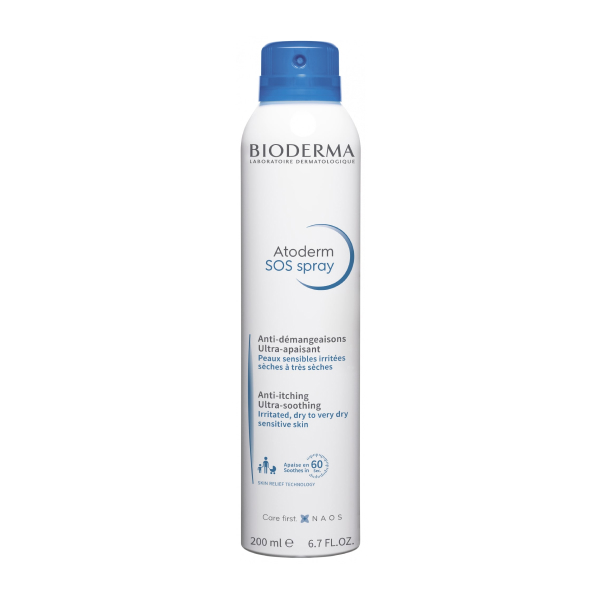 BIODERMA
LABORATOIRE DERMATOLOGIQUE
Atoderm
SOS spray
Anti-démangeaisons
Ultra-apaisant
Peaux sensibles irritées
sèches à très sèches
Anti-itching
Ultra-soothing
Irritated, dry to very dry
sensitive skin
Apaise en 60
Soothes in Sec.
SKIN RELIEF TECHNOLOGY
Care first. NAOS
200 ml ℮ 6.7 FL.OZ.